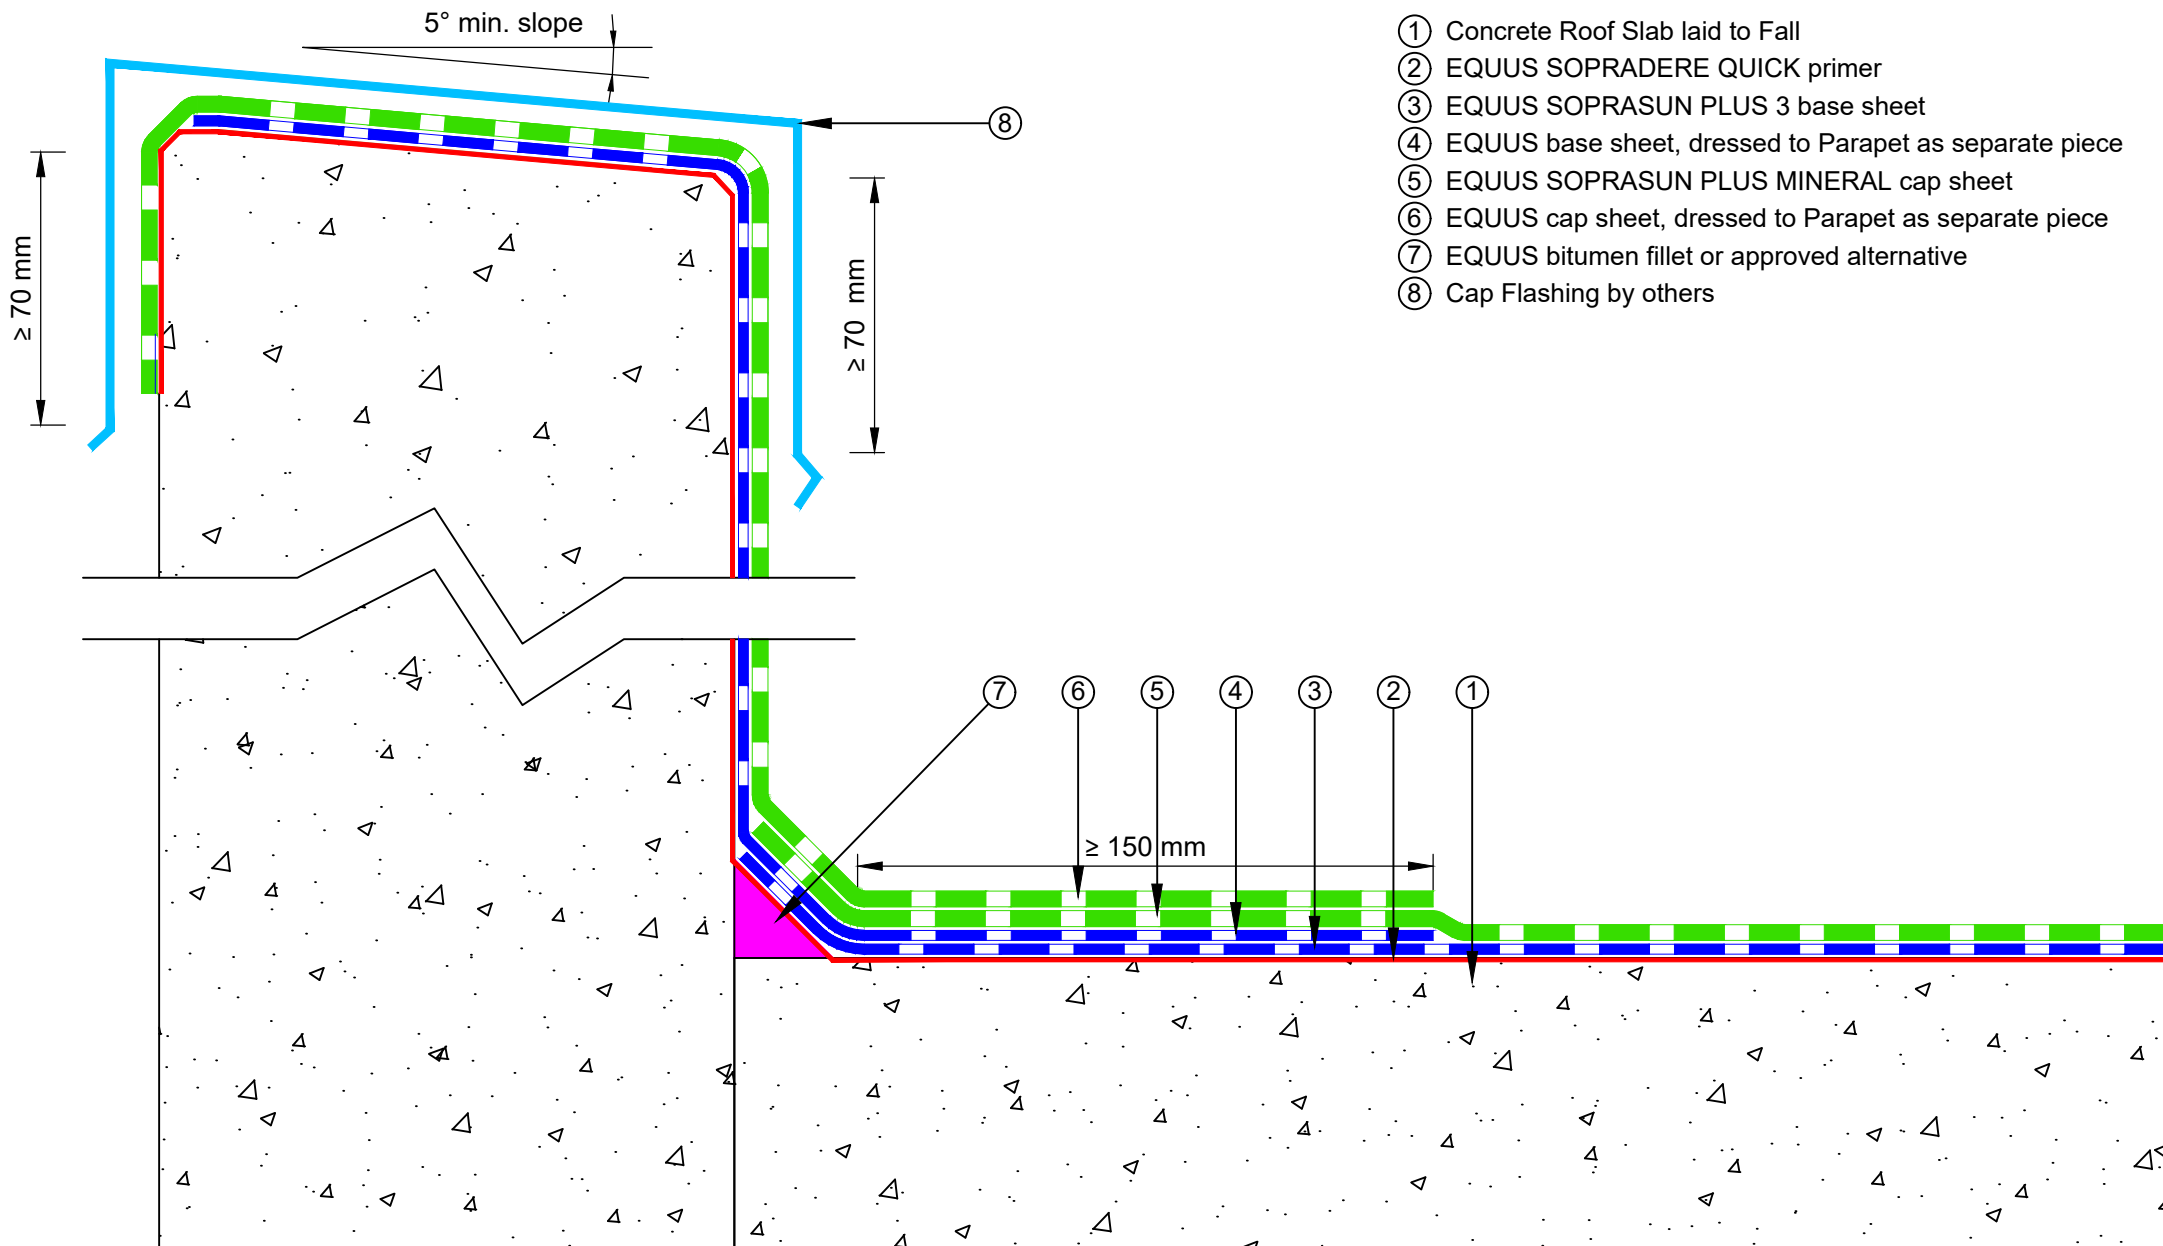 5° min. slope
① Concrete Roof Slab laid to Fall
② EQUUS SOPRADERE QUICK primer
③ EQUUS SOPRASUN PLUS 3 base sheet
④ EQUUS base sheet, dressed to Parapet as separate piece
⑤ EQUUS SOPRASUN PLUS MINERAL cap sheet
⑥ EQUUS cap sheet, dressed to Parapet as separate piece
⑦ EQUUS bitumen fillet or approved alternative
⑧ Cap Flashing by others
⑧
≥ 70 mm
≥ 70 mm
⑦ ⑥ ⑤ ④ ③ ② ①
≥ 150 mm